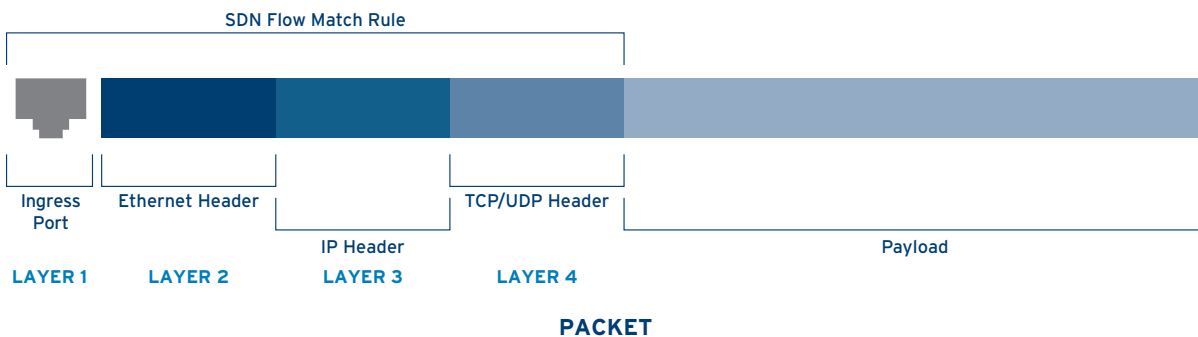 SDN Flow Match Rule
Ingress
Port
Ethernet Header
IP Header
TCP/UDP Header
Payload
LAYER 1
LAYER 2
LAYER 3
LAYER 4
PACKET